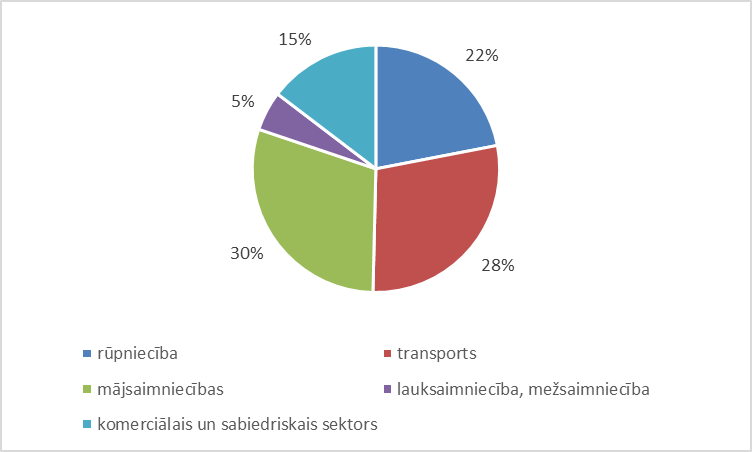 15%
22%
5%
30%
28%
rūpniecība
transports
mājsaimniecības
lauksaimniecība, mežsaimniecība
komerciālais un sabiedriskais sektors